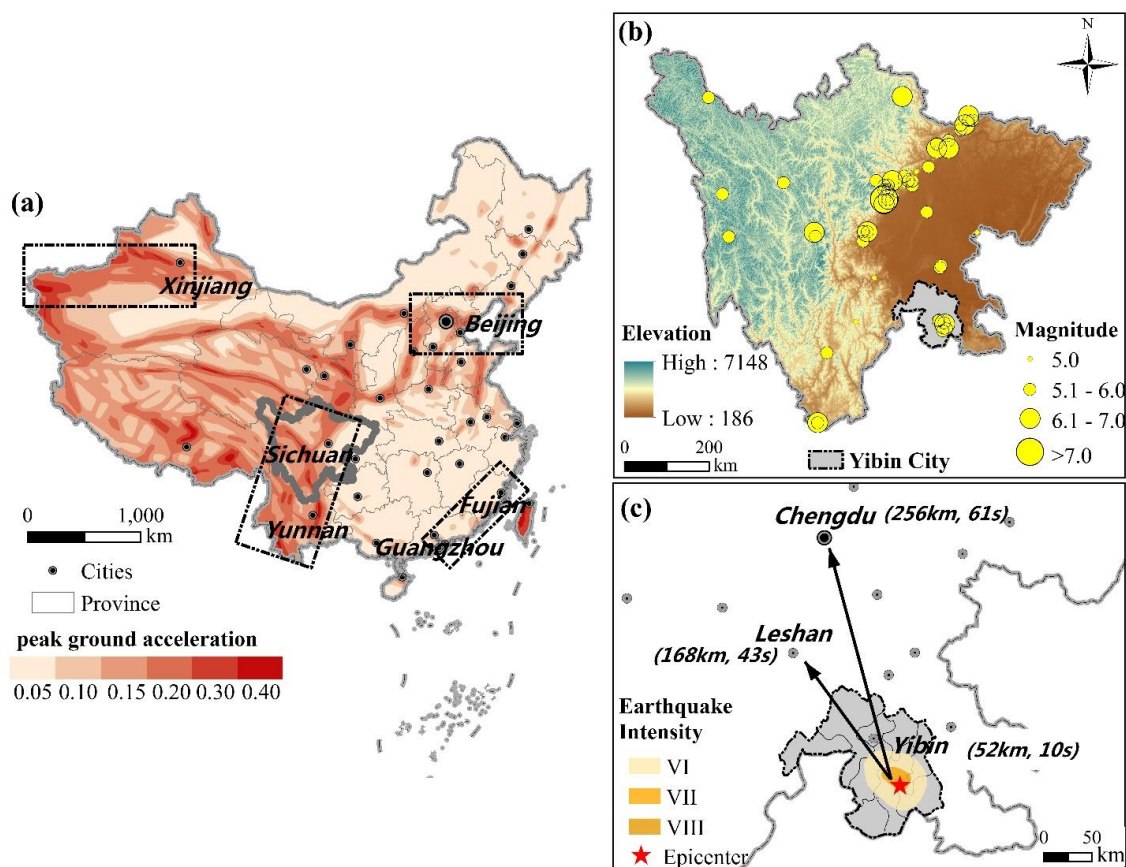 (a)
Xinjiang
Beijing
Sichuan
Yunnan
Fujian
Guangzhou
0 1,000
km
Cities
Province
peak ground acceleration
0.05 0.10 0.15 0.20 0.30 0.40
(b)
N
Elevation
High : 7148
Low : 186
0 200
km
Yibin City
Magnitude
5.0
5.1 - 6.0
6.1 - 7.0
>7.0
(c)
Chengdu (256km, 61s)
Leshan
(168km, 43s)
Yibin (52km, 10s)
Earthquake
Intensity
VI
VII
VIII
Epicenter
0 50
km